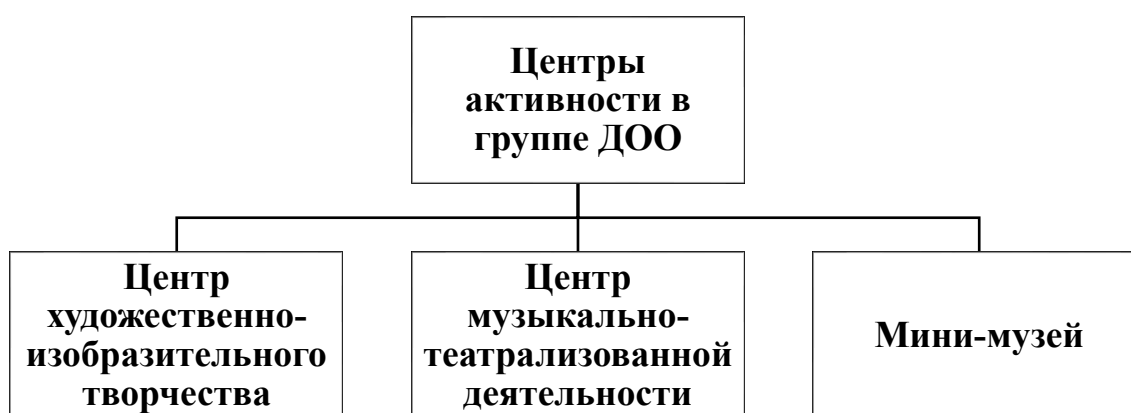 Центры
активности в
группе ДОО
Центр
художественно-
изобразительного
творчества
Центр
музыкально-
театрализованной
деятельности
Мини-музей